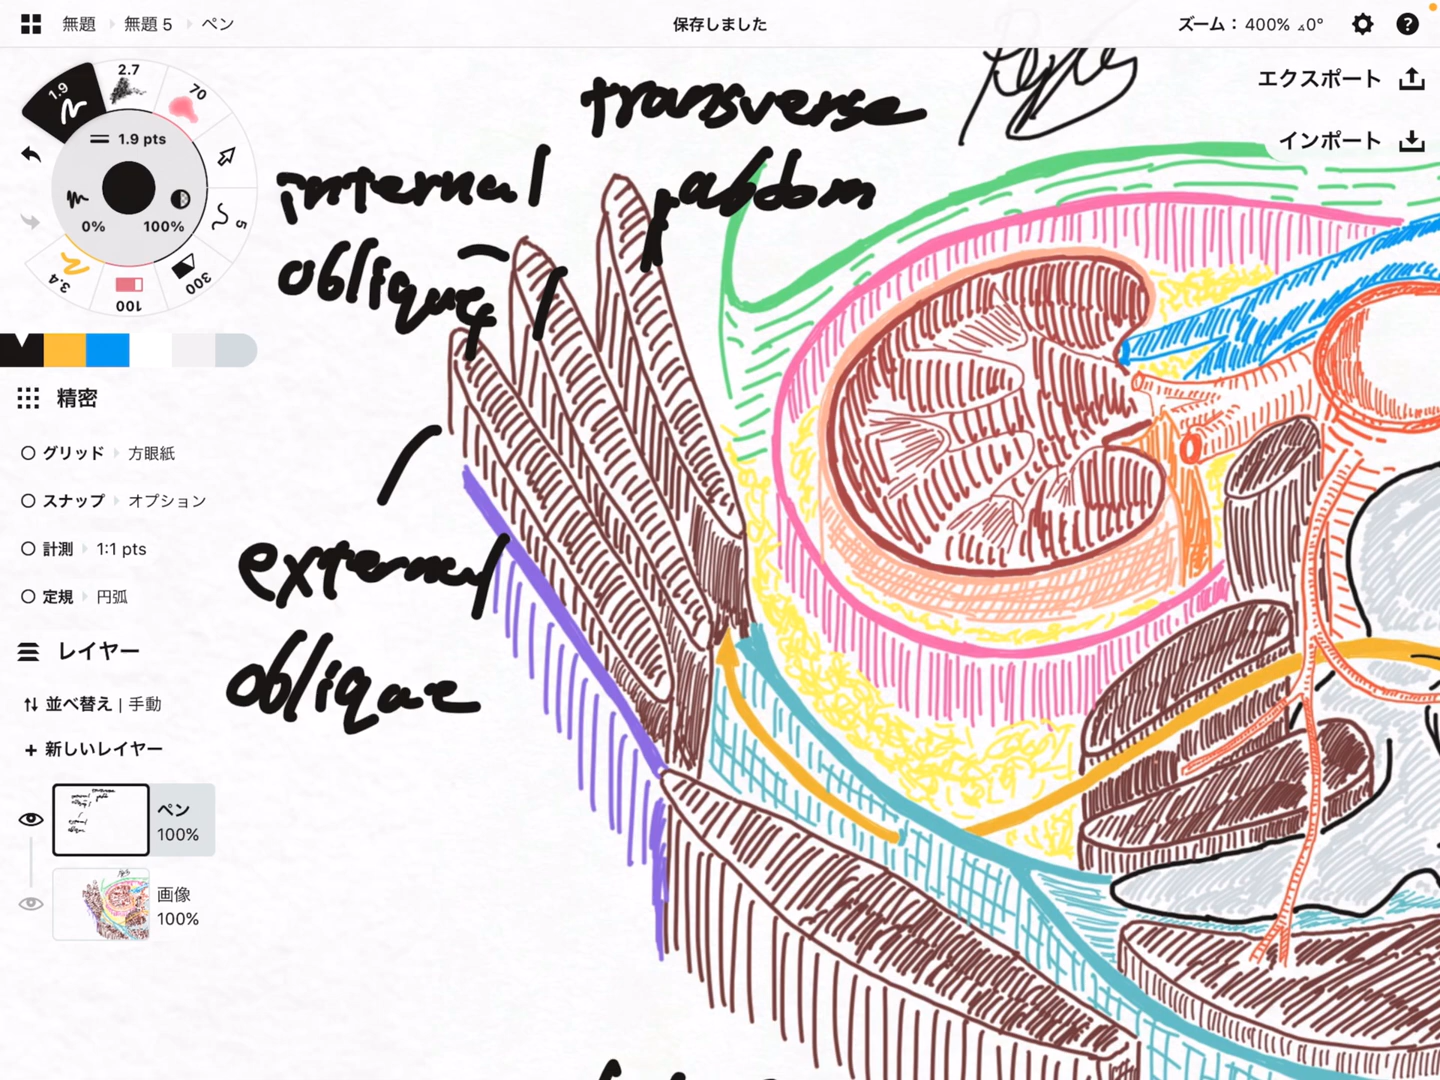 無題 無題 5 ペン
保存しました
ズーム： 400% ⊿0°
エクスポート
インポート
1.9
2.7
70
1.9 pts
0% 100%
5
3.4
100
300
精密
グリッド 方眼紙
スナップ オプション
計測 1:1 pts
定規 円弧
レイヤー
並べ替え | 手動
+ 新しいレイヤー
ペン
100%
画像
100%
transverse
abdom
internal
oblique
external
oblique